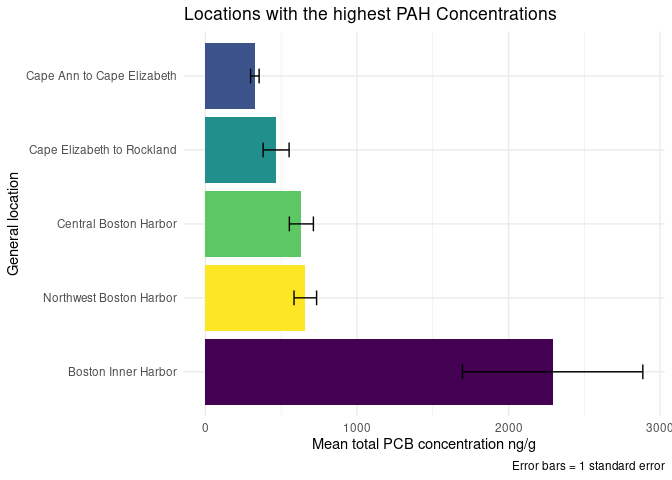 Locations with the highest PAH Concentrations
General location
Cape Ann to Cape Elizabeth
Cape Elizabeth to Rockland
Central Boston Harbor
Northwest Boston Harbor
Boston Inner Harbor
0 1000 2000 3000
Mean total PCB concentration ng/g
Error bars = 1 standard error